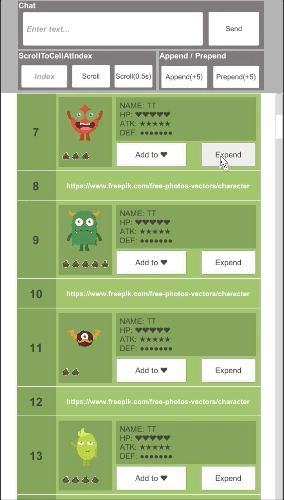 Chat
Enter text...
Send
ScrollToCellAtIndex
Append / Prepend
Index
Scroll
Scroll(0.5s)
Append(+5)
Prepend(+5)
7
NAME: TT
HP: ♥♥♥♥♥♥
ATK: ★★★★★
DEF: ●●●●●●●
Add to ♥
Expend
8
https://www.freepik.com/free-photos-vectors/character
9
NAME: TT
HP: ♥♥♥♥♥♥
ATK: ★★★★★
DEF: ●●●●●●●
Add to ♥
Expend
10
https://www.freepik.com/free-photos-vectors/character
11
NAME: TT
HP: ♥♥♥♥♥♥
ATK: ★★★★★
DEF: ●●●●●●●
Add to ♥
Expend
12
https://www.freepik.com/free-photos-vectors/character
13
NAME: TT
HP: ♥♥♥♥♥♥
ATK: ★★★★★
DEF: ●●●●●●●
Add to ♥
Expend